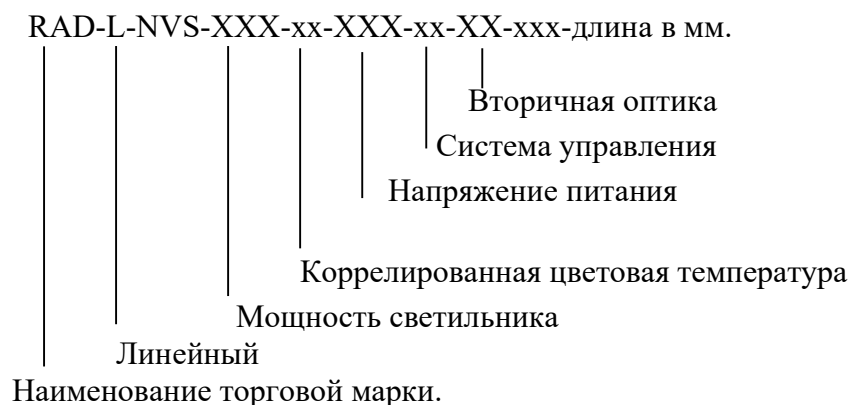 RAD-L-NVS-XXX-xx-XXX-xx-XX-xxx-длина в мм.
Вторичная оптика
Система управления
Напряжение питания
Коррелированная цветовая температура
Мощность светильника
Линейный
Наименование торговой марки.